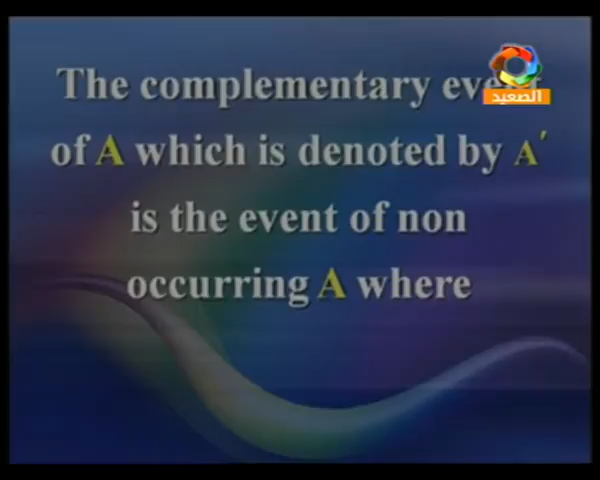 The complementary
الصعيد
of A which is denoted by A′
is the event of non
occurring A where